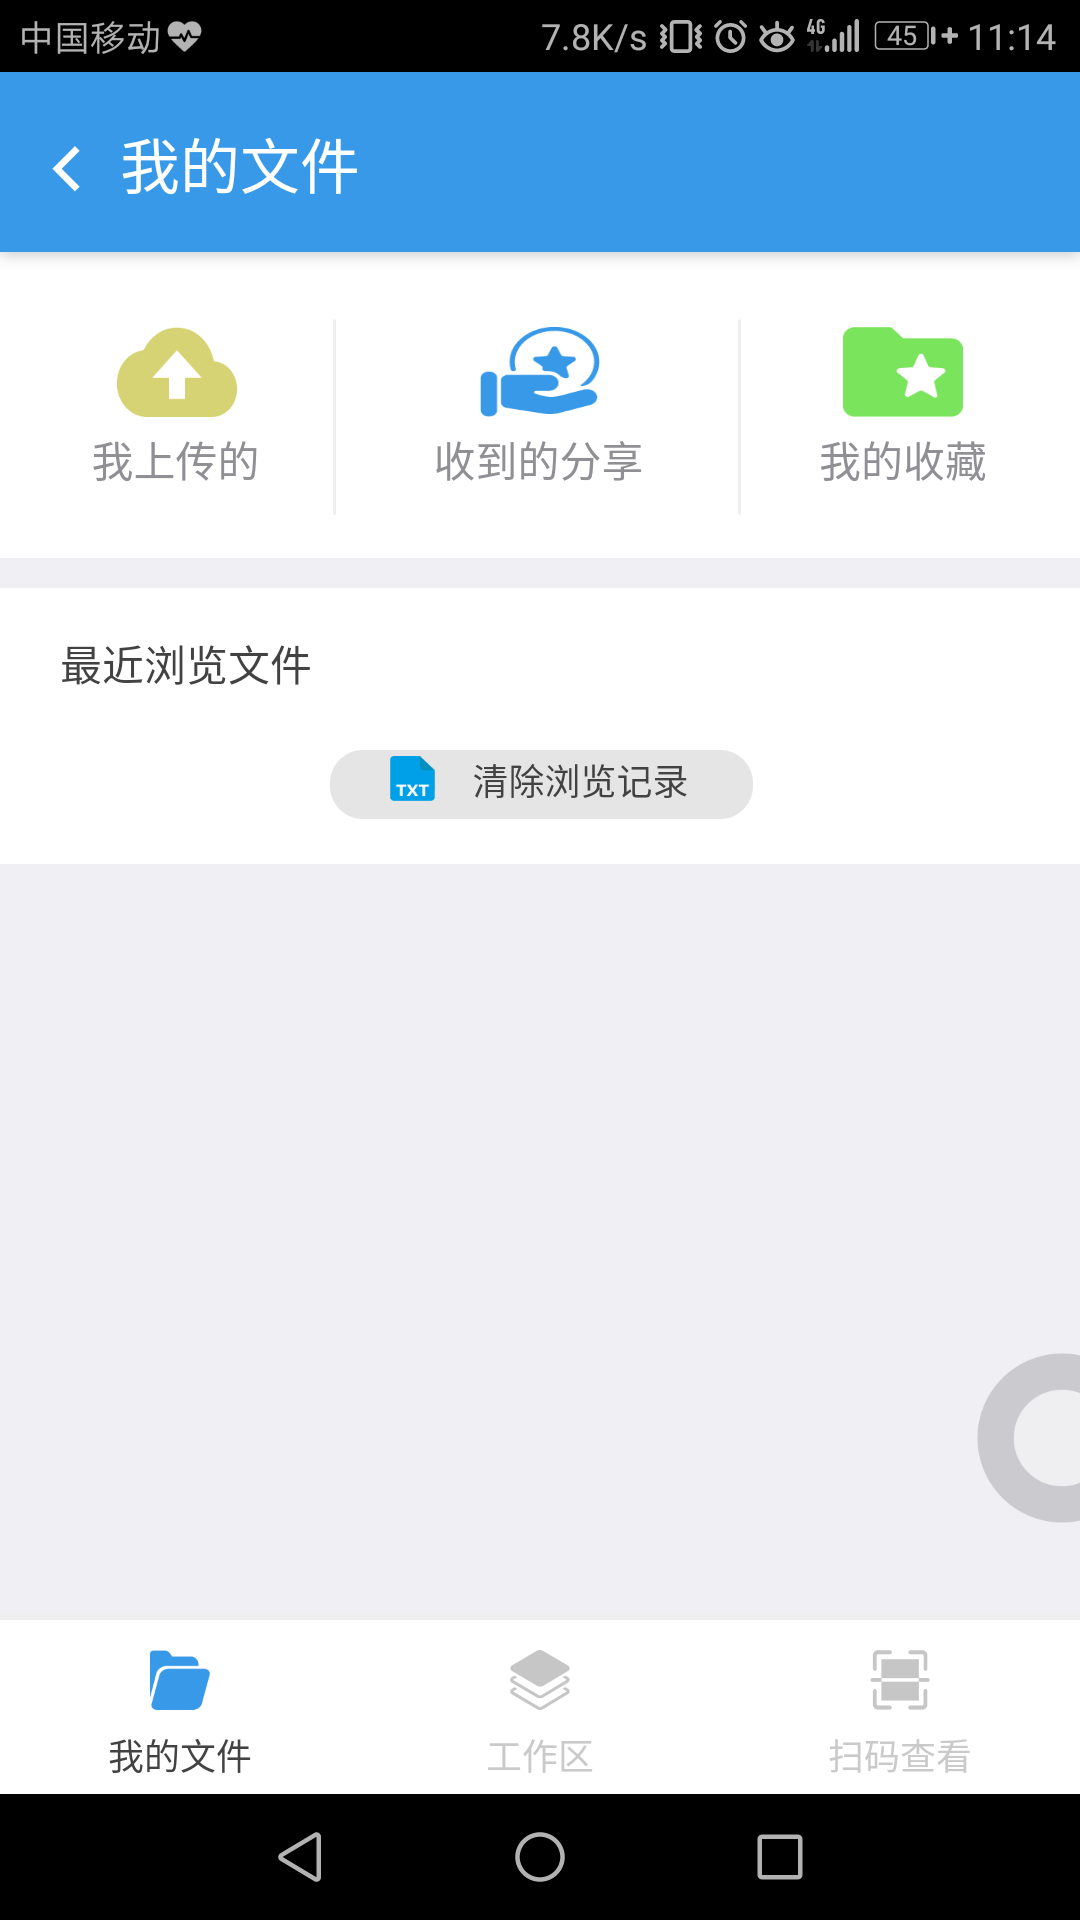 中国移动 7.8K/s 4G 45 11:14
我的文件
我上传的 收到的分享 我的收藏
最近浏览文件
TXT 清除浏览记录
我的文件 工作区 扫码查看